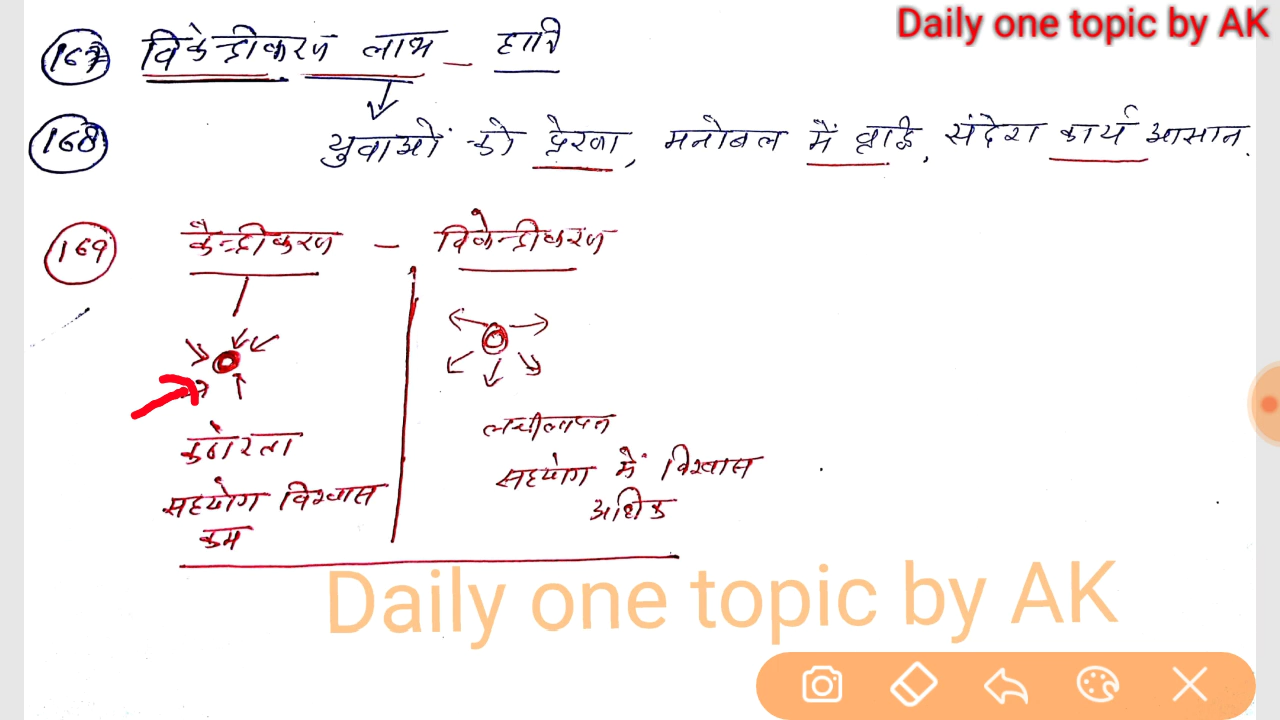 Daily one topic by AK
167 विकेन्द्रीकरण लाभ - हानि
168 युवाओं को प्रेरणा, मनोबल में वृद्धि, संदेश कार्य आसान.
169 केन्द्रीकरण - विकेन्द्रीकरण
कठोरता
लचीलापन
सहयोग विश्वास कम
सहयोग में विश्वास अधिक
Daily one topic by AK